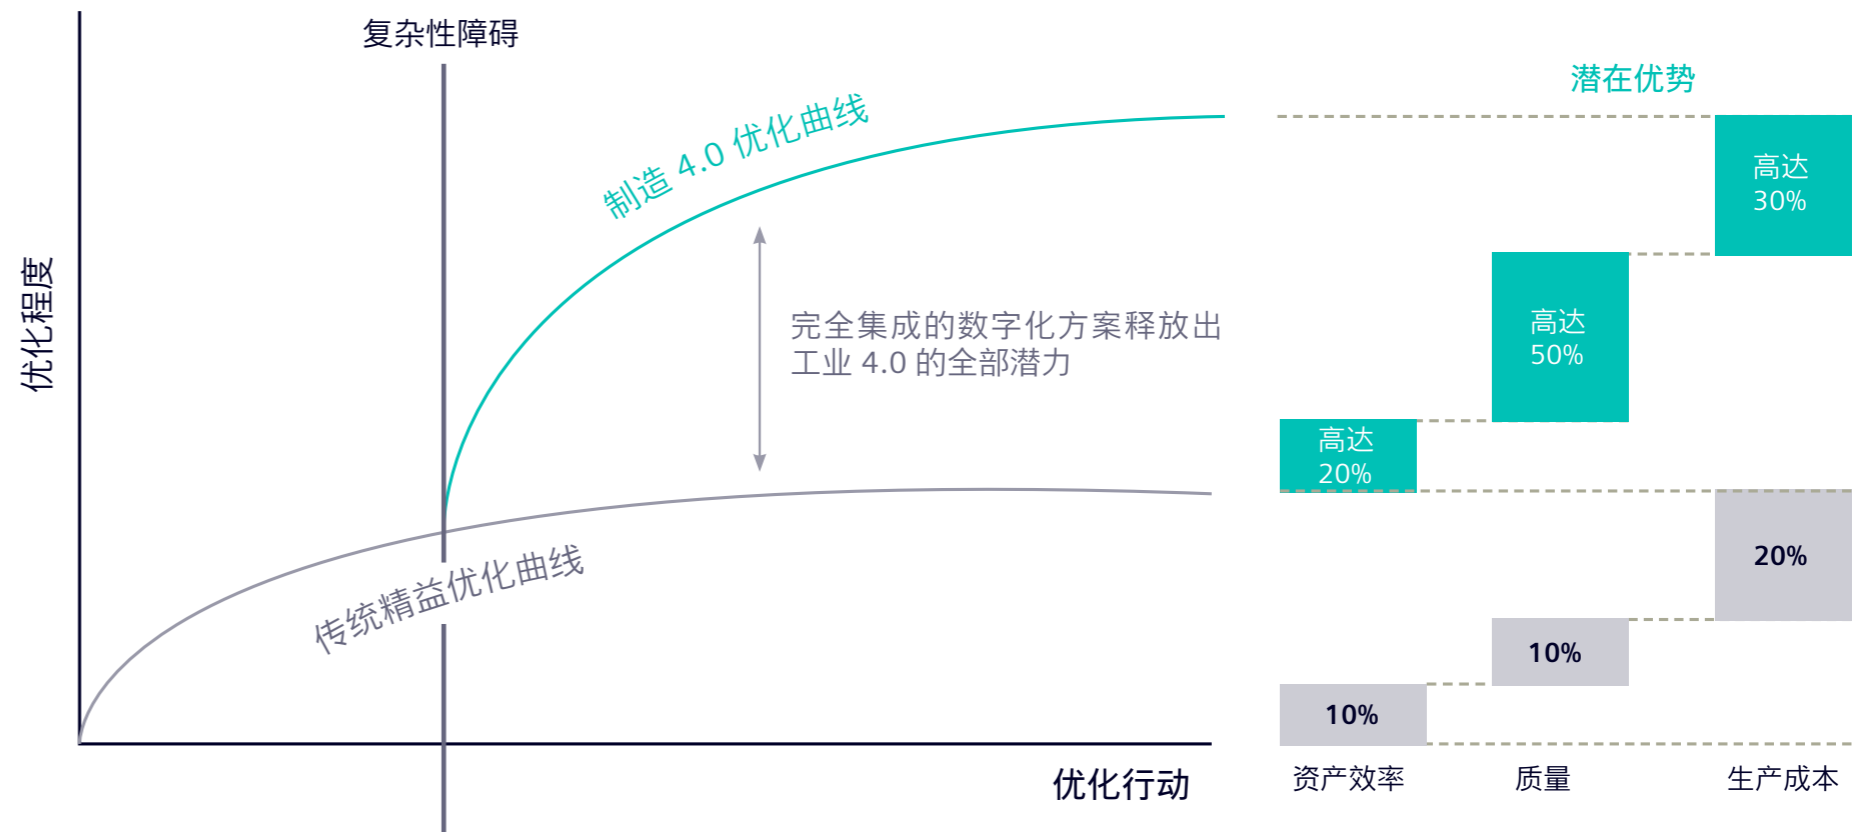 复杂性障碍
潜在优势
制造 4.0 优化曲线
高达
30%
优化程度
完全集成的数字化方案释放出
工业 4.0 的全部潜力
高达
50%
高达
20%
传统精益优化曲线
20%
10%
10%
优化行动
资产效率
质量
生产成本